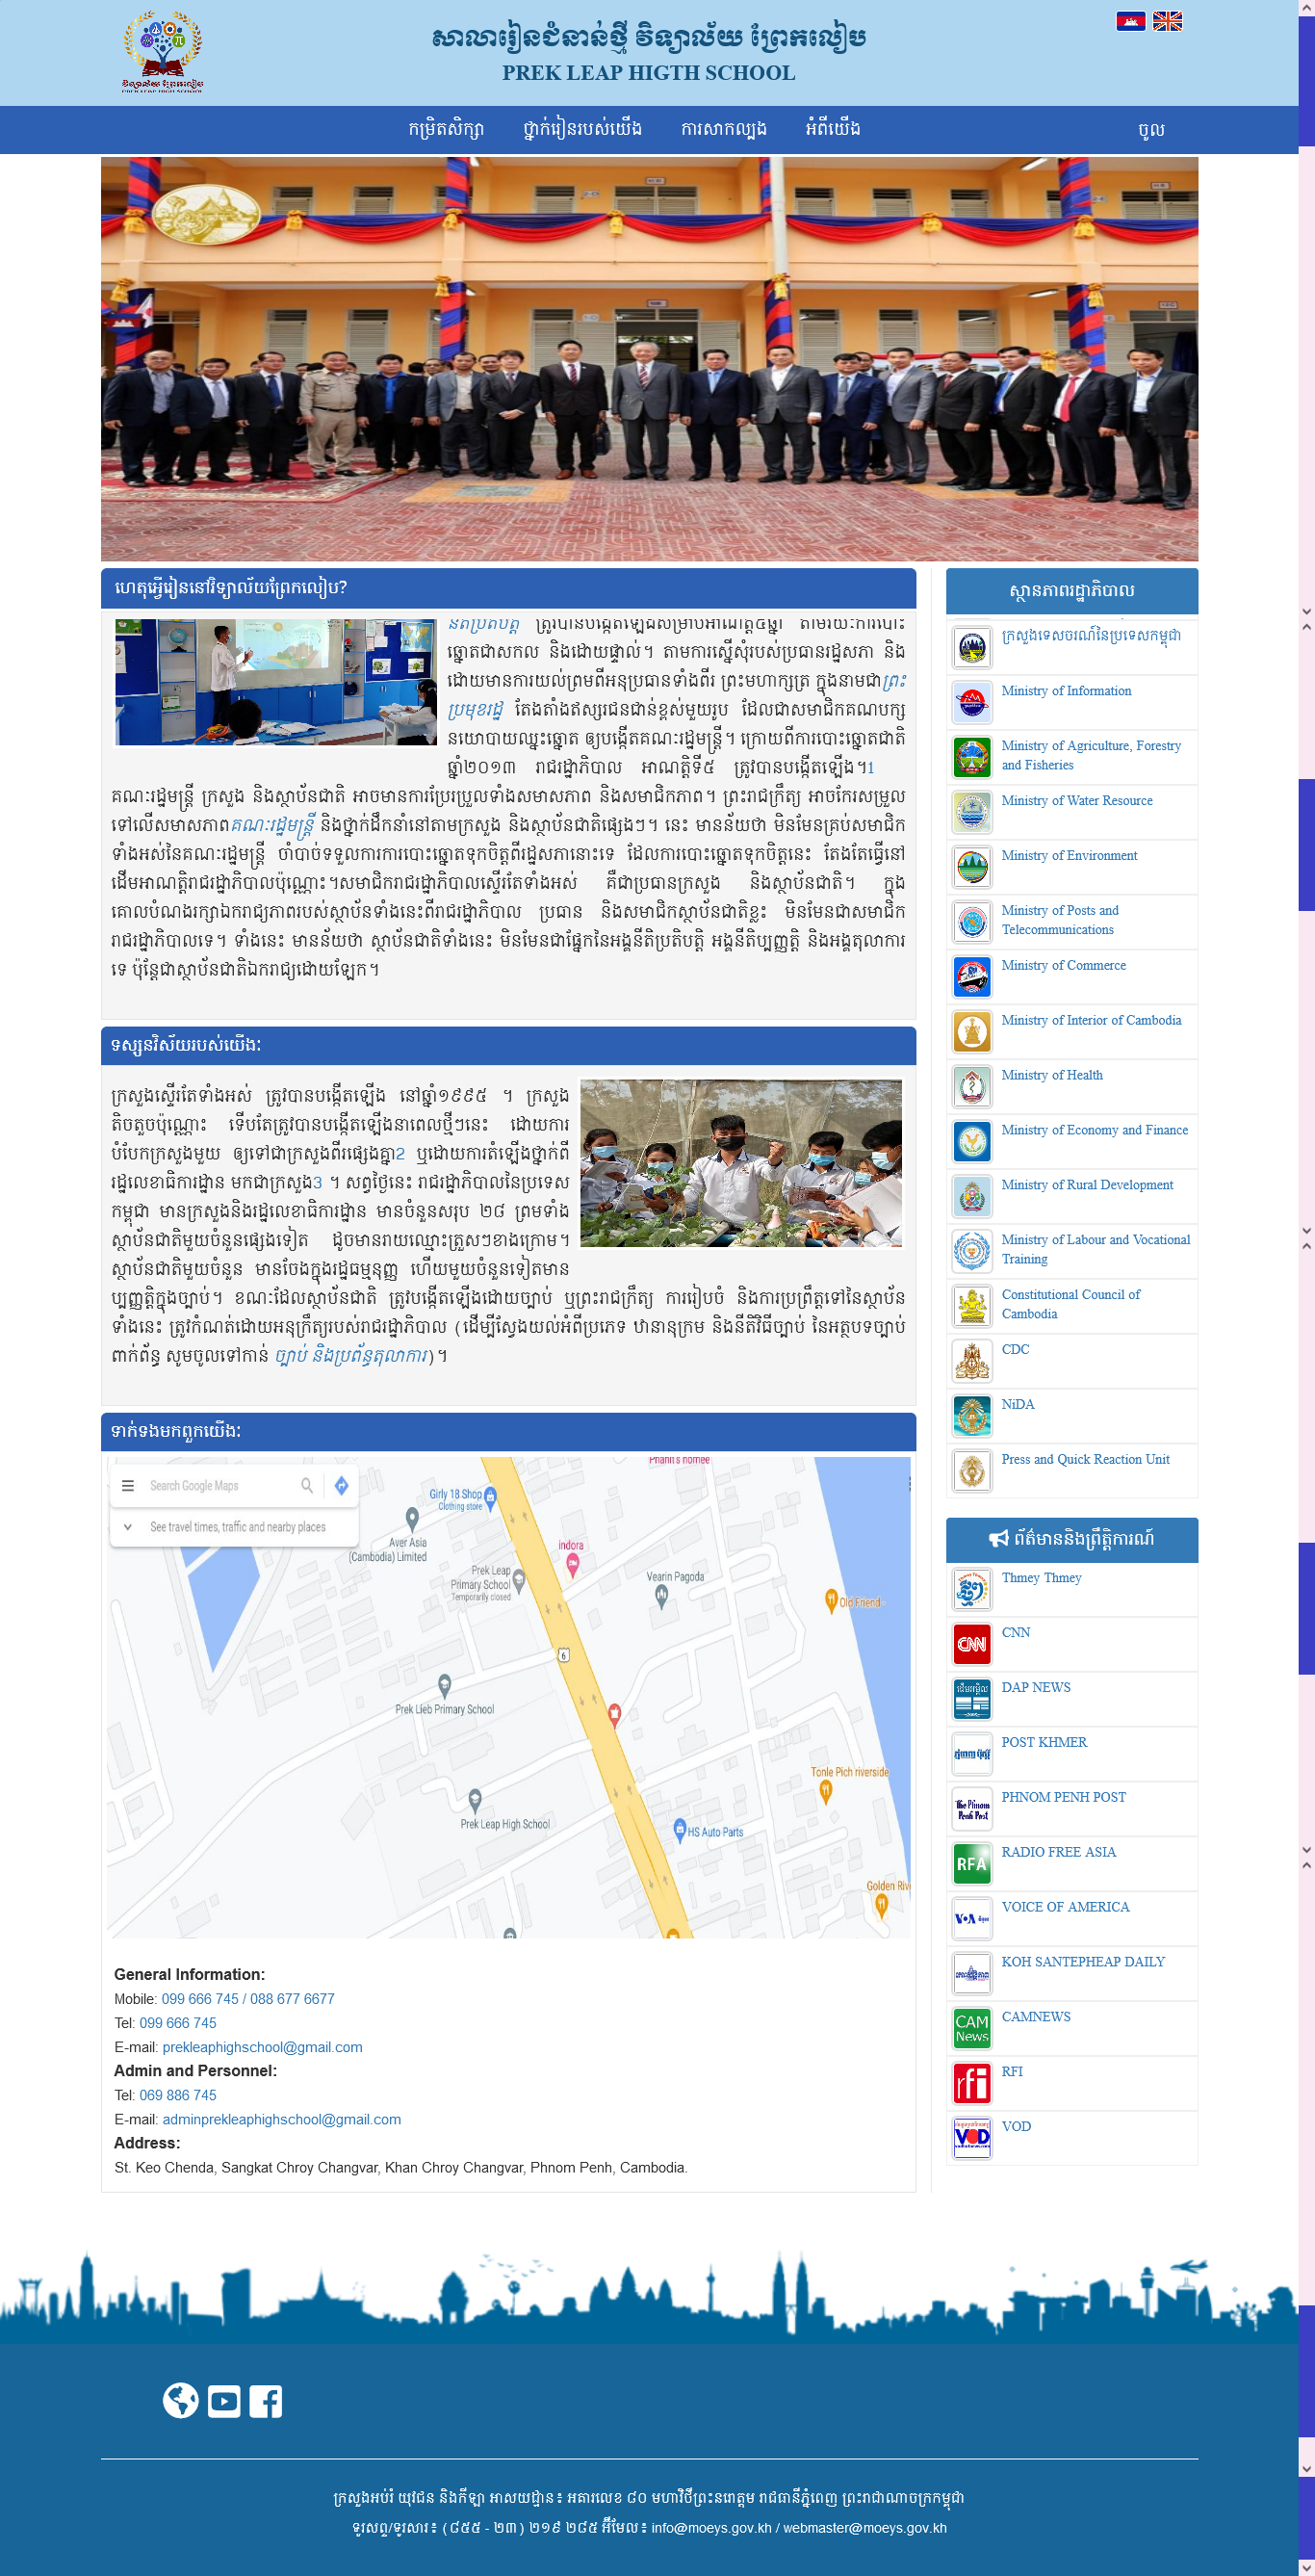 សាលារៀនជំនាន់ថ្មី វិទ្យាល័យ ព្រែកលៀប
PREK LEAP HIGTH SCHOOL
កម្រិតសិក្សា
ថ្នាក់រៀនរបស់យើង
ការសាកល្បង
អំពីយើង
ចូល
ហេតុអ្វើរៀននៅវិទ្យាល័យព្រែកលៀប?
នីតិប្រតិបត្តិ ត្រូវបានបង្កើតឡើងសម្រាប់អាណត្តិ៥ឆ្នាំ តាមរយៈការបោះ
ឆ្នោតជាសកល និងដោយផ្ទាល់។ តាមការស្នើសុំរបស់ប្រធានរដ្ឋសភា និង
ដោយមានការយល់ព្រមពីអនុប្រធានទាំងពីរ ព្រះមហាក្សត្រ ក្នុងនាមជាព្រះ
ប្រមុខរដ្ឋ តែងតាំងឥស្សរជនជាន់ខ្ពស់មួយរូប ដែលជាសមាជិកគណបក្ស
នយោបាយឈ្នះឆ្នោត ឲ្យបង្កើតគណៈរដ្ឋមន្ត្រី។ ក្រោយពីការបោះឆ្នោតជាតិ
ឆ្នាំ២០១៣ រាជរដ្ឋាភិបាល អាណត្តិទី៥ ត្រូវបានបង្កើតឡើង។1
គណៈរដ្ឋមន្ត្រី ក្រសួង និងស្ថាប័នជាតិ អាចមានការប្រែប្រួលទាំងសមាសភាព និងសមាជិកភាព។ ព្រះរាជក្រឹត្យ អាចកែសម្រួល
ទៅលើសមាសភាពគណៈរដ្ឋមន្ត្រី និងថ្នាក់ដឹកនាំនៅតាមក្រសួង និងស្ថាប័នជាតិផ្សេងៗ។ នេះ មានន័យថា មិនមែនគ្រប់សមាជិក
ទាំងអស់នៃគណៈរដ្ឋមន្ត្រី ចាំបាច់ទទួលការការបោះឆ្នោតទុកចិត្តពីរដ្ឋសភានោះទេ ដែលការបោះឆ្នោតទុកចិត្តនេះ តែងតែធ្វើនៅ
ដើមអាណត្តិរាជរដ្ឋាភិបាលប៉ុណ្ណោះ។សមាជិករាជរដ្ឋាភិបាលស្ទើរតែទាំងអស់ គឺជាប្រធានក្រសួង និងស្ថាប័នជាតិ។ ក្នុង
គោលបំណងរក្សាឯករាជ្យភាពរបស់ស្ថាប័នទាំងនេះពីរាជរដ្ឋាភិបាល ប្រធាន និងសមាជិកស្ថាប័នជាតិខ្លះ មិនមែនជាសមាជិក
រាជរដ្ឋាភិបាលទេ។ ទាំងនេះ មានន័យថា ស្ថាប័នជាតិទាំងនេះ មិនមែនជាផ្នែកនៃអង្គនីតិប្រតិបត្តិ អង្គនីតិប្បញ្ញត្តិ និងអង្គតុលាការ
ទេ ប៉ុន្តែជាស្ថាប័នជាតិឯករាជ្យដោយឡែក។
ទស្សនវិស័យរបស់យើង:
ក្រសួងស្ទើរតែទាំងអស់ ត្រូវបានបង្កើតឡើង នៅឆ្នាំ១៩៩៥ ។ ក្រសួង
តិចតួចប៉ុណ្ណោះ ទើបតែត្រូវបានបង្កើតឡើងនាពេលថ្មីៗនេះ ដោយការ
បំបែកក្រសួងមួយ ឲ្យទៅជាក្រសួងពីរផ្សេងគ្នា2 ឬដោយការតំឡើងថ្នាក់ពី
រដ្ឋលេខាធិការដ្ឋាន មកជាក្រសួង3 ។ សព្វថ្ងៃនេះ រាជរដ្ឋាភិបាលនៃប្រទេស
កម្ពុជា មានក្រសួងនិងរដ្ឋលេខាធិការដ្ឋាន មានចំនួនសរុប ២៨ ព្រមទាំង
ស្ថាប័នជាតិមួយចំនួនផ្សេងទៀត ដូចមានរាយឈ្មោះត្រួសៗខាងក្រោម។
ស្ថាប័នជាតិមួយចំនួន មានចែងក្នុងរដ្ឋធម្មនុញ្ញ ហើយមួយចំនួនទៀតមាន
ប្បញ្ញត្តិក្នុងច្បាប់។ ខណៈដែលស្ថាប័នជាតិ ត្រូវបង្កើតឡើងដោយច្បាប់ ឬព្រះរាជក្រឹត្យ ការរៀបចំ និងការប្រព្រឹត្តទៅនៃស្ថាប័ន
ទាំងនេះ ត្រូវកំណត់ដោយអនុក្រឹត្យរបស់រាជរដ្ឋាភិបាល (ដើម្បីស្វែងយល់អំពីប្រភេទ ឋានានុក្រម និងនីតិវិធីច្បាប់ នៃអត្ថបទច្បាប់
ពាក់ព័ន្ធ សូមចូលទៅកាន់ ច្បាប់ និងប្រព័ន្ធតុលាការ)។
ទាក់ទងមកពួកយើង:
Search Google Maps
See travel times, traffic and nearby places
Phanit's homee
Girly 18 Shop
Clothing store
Aver Asia
(Cambodia) Limited
indora
Prek Leap
Primary School
Temporarily closed
Vearin Pagoda
Old Friend
6
Prek Lieb Primary School
Tonle Pich riverside
Prek Leap High School
HS Auto Parts
Golden Riv
General Information:
Mobile: 099 666 745 / 088 677 6677
Tel: 099 666 745
E-mail: prekleaphighschool@gmail.com
Admin and Personnel:
Tel: 069 886 745
E-mail: adminprekleaphighschool@gmail.com
Address:
St. Keo Chenda, Sangkat Chroy Changvar, Khan Chroy Changvar, Phnom Penh, Cambodia.
ស្ថានភាពរដ្ឋាភិបាល
ក្រសួងទេសចរណ៍នៃប្រទេសកម្ពុជា
Ministry of Information
Ministry of Agriculture, Forestry
and Fisheries
Ministry of Water Resource
Ministry of Environment
Ministry of Posts and
Telecommunications
Ministry of Commerce
Ministry of Interior of Cambodia
Ministry of Health
Ministry of Economy and Finance
Ministry of Rural Development
Ministry of Labour and Vocational
Training
Constitutional Council of
Cambodia
CDC
NiDA
Press and Quick Reaction Unit
ព័ត៌មាននិងព្រឹត្តិការណ៍
Thmey Thmey
CNN
CNN
DAP NEWS
POST KHMER
The Phnom
Penh Post
PHNOM PENH POST
RFA
RADIO FREE ASIA
VOA
VOICE OF AMERICA
KOH SANTEPHEAP DAILY
CAM
News
CAMNEWS
rfi
RFI
VOD
VOD
ក្រសួងអប់រំ យុវជន និងកីឡា អាសយដ្ឋាន៖ អគារលេខ ៨០ មហាវិថីព្រះនរោត្តម រាជធានីភ្នំពេញ ព្រះរាជាណាចក្រកម្ពុជា
ទូរសព្ទ/ទូរសារ៖ (៨៥៥ - ២៣) ២១៩ ២៨៥ អ៊ីមែល៖ info@moeys.gov.kh / webmaster@moeys.gov.kh